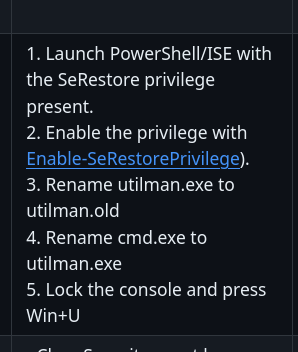 1. Launch PowerShell/ISE with
the SeRestore privilege
present.
2. Enable the privilege with
Enable-SeRestorePrivilege).
3. Rename utilman.exe to
utilman.old
4. Rename cmd.exe to
utilman.exe
5. Lock the console and press
Win+U